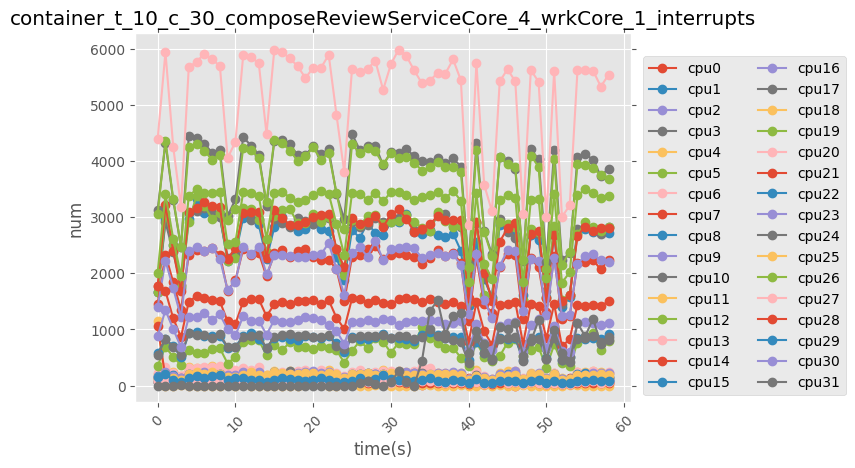 container_t_10_c_30_composeReviewServiceCore_4_wrkCore_1_interrupts
num
6000
5000
4000
3000
2000
1000
0
0
10
20
30
40
50
60
time(s)
cpu0
cpu1
cpu2
cpu3
cpu4
cpu5
cpu6
cpu7
cpu8
cpu9
cpu10
cpu11
cpu12
cpu13
cpu14
cpu15
cpu16
cpu17
cpu18
cpu19
cpu20
cpu21
cpu22
cpu23
cpu24
cpu25
cpu26
cpu27
cpu28
cpu29
cpu30
cpu31